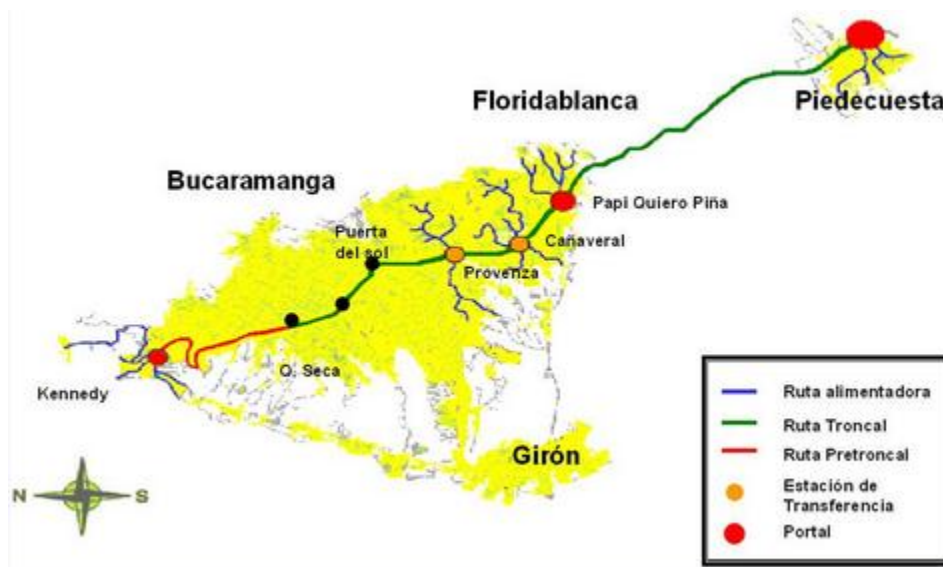 Piedecuesta
Floridablanca
Bucaramanga
Papi Quiero Piña
Puerta
del sol
Cañaveral
Provenza
Q. Seca
Kennedy
Girón
N S
Ruta alimentadora
Ruta Troncal
Ruta Pretroncal
Estación de
Transferencia
Portal